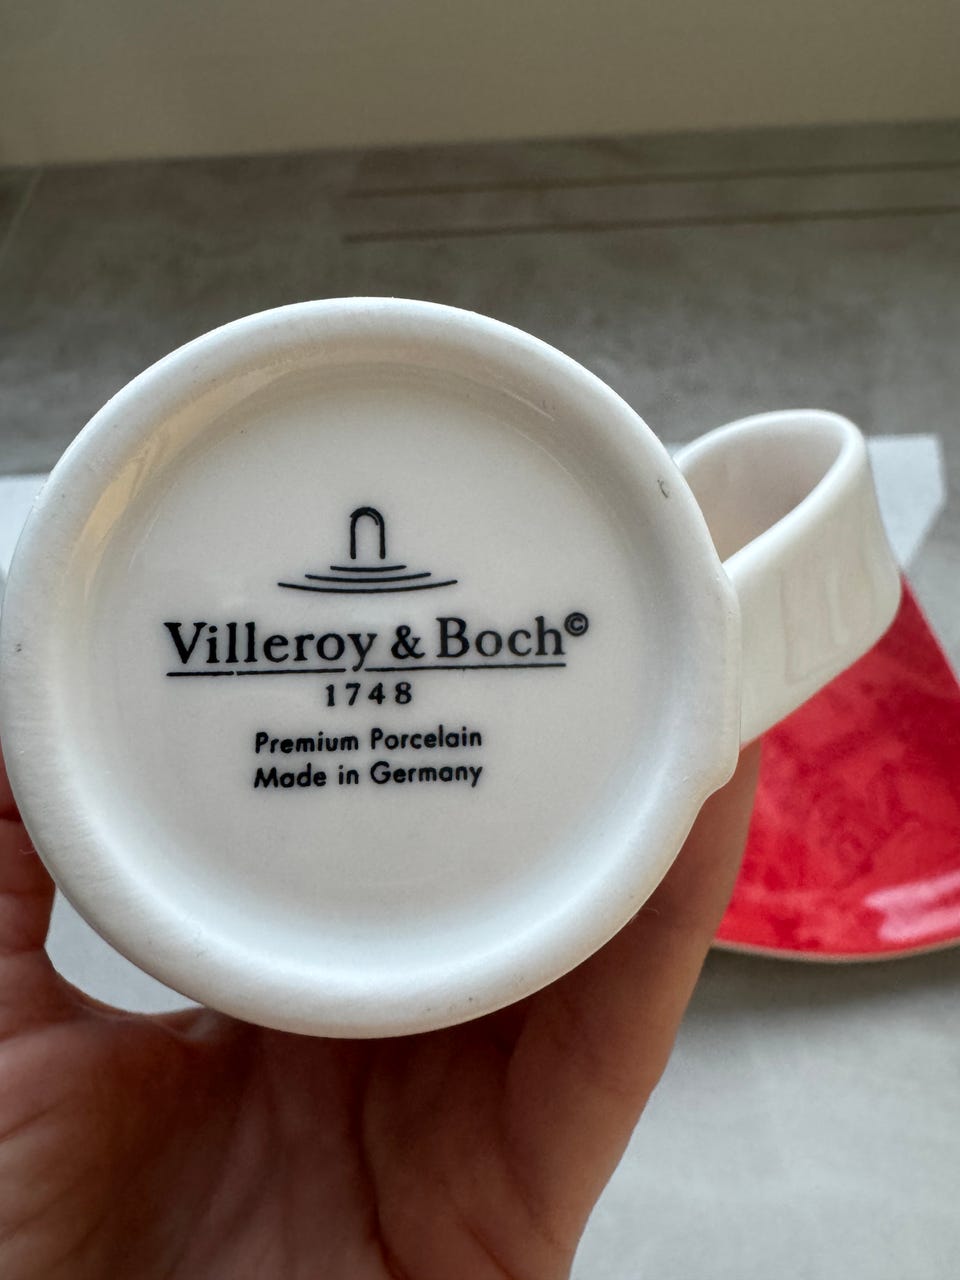 Villeroy & Boch©
1748
Premium Porcelain
Made in Germany